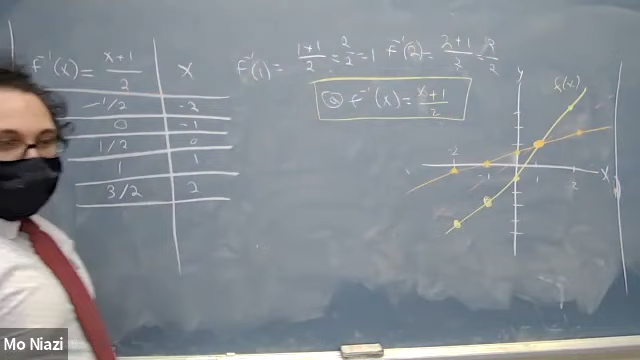 f⁻¹(x) = (x+1)/2 | x
-1/2 | -2
0 | -1
1/2 | 0
1 | 1
3/2 | 2
f⁻¹(1) = (1+1)/2 = 2/2 = 1 f⁻¹(2) = (2+1)/2 = 3/2
ⓐ f⁻¹(x) = (x+1)/2
y
f(x)
-2 -1 1 2 x
Mo Niazi